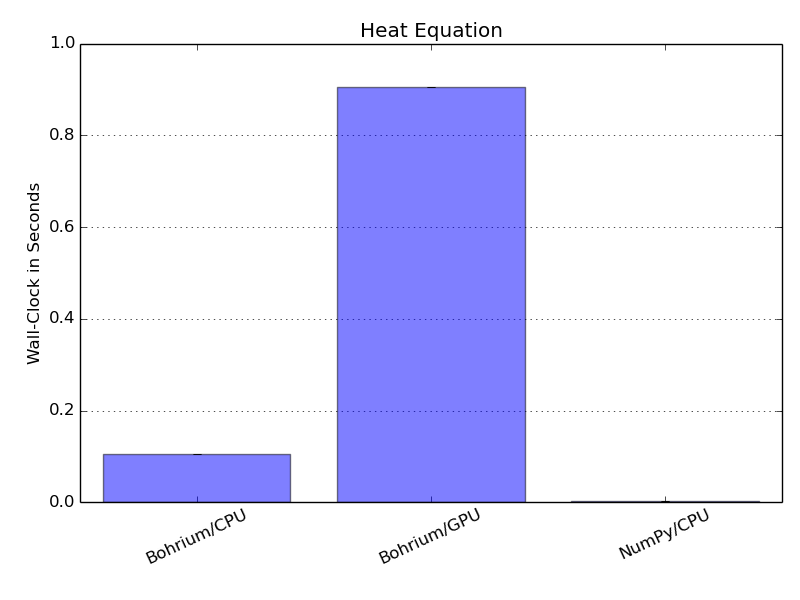 Heat Equation
Wall-Clock in Seconds
1.0
0.8
0.6
0.4
0.2
0.0
Bohrium/CPU
Bohrium/GPU
NumPy/CPU